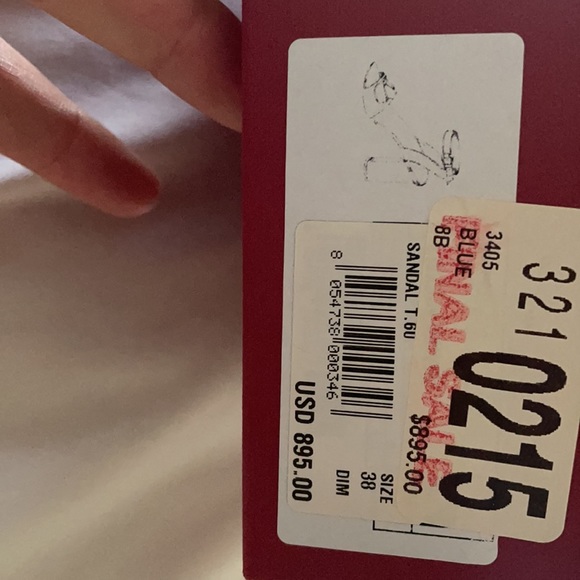 3405
BLUE
8B
321
0215
FINAL SALE
$895.00
SANDAL T.60
8 054738 000346
SIZE
38
DIM
USD 895.00